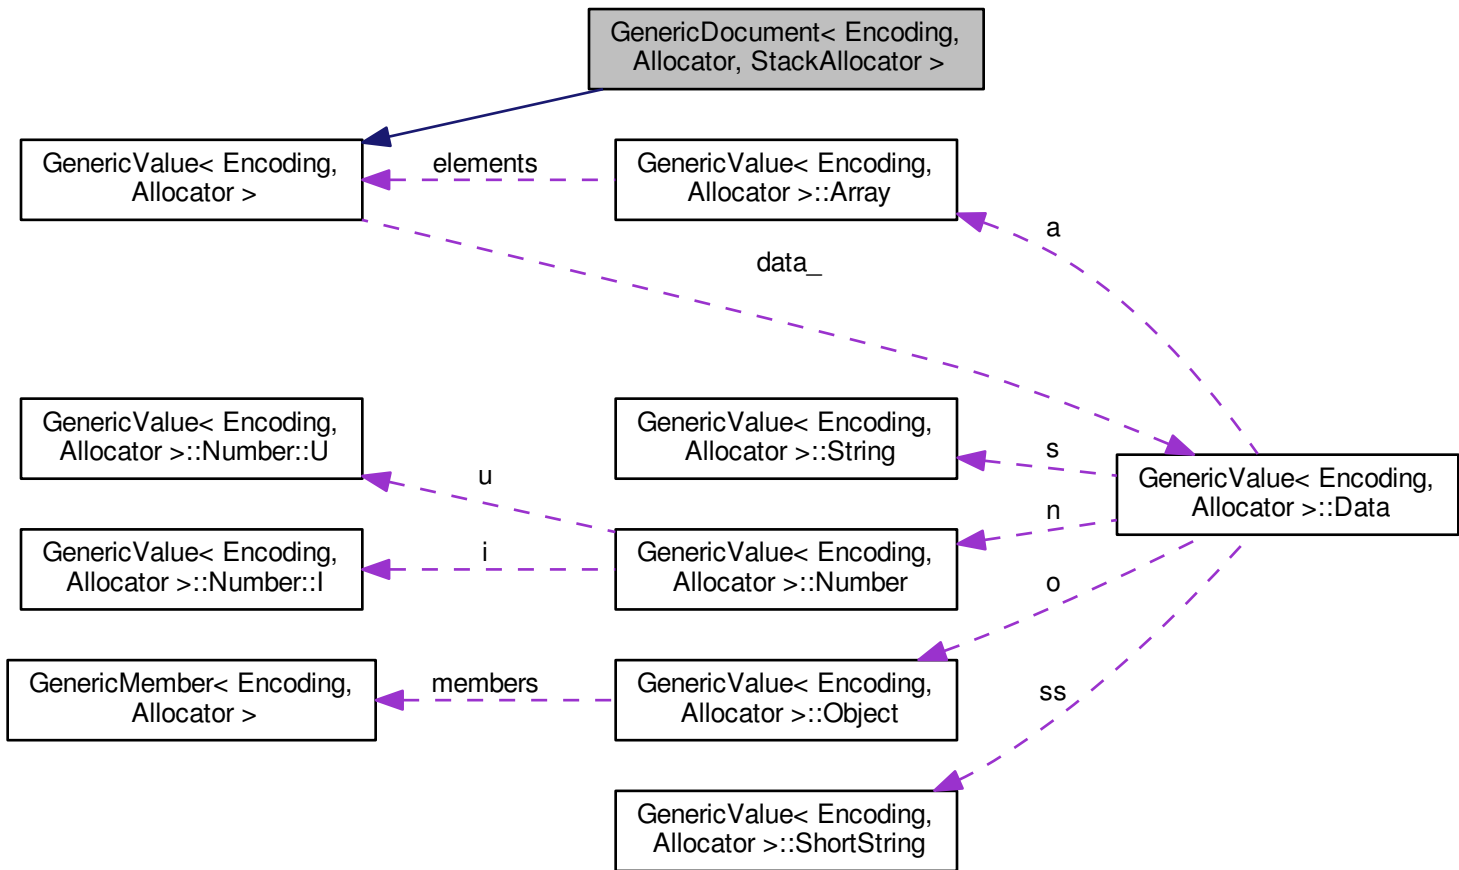 GenericDocument< Encoding,
Allocator, StackAllocator >
GenericValue< Encoding,
Allocator >
elements
GenericValue< Encoding,
Allocator >::Array
a
data_
GenericValue< Encoding,
Allocator >::Number::U
u
GenericValue< Encoding,
Allocator >::String
s
GenericValue< Encoding,
Allocator >::Data
n
GenericValue< Encoding,
Allocator >::Number::I
i
GenericValue< Encoding,
Allocator >::Number
o
GenericMember< Encoding,
Allocator >
members
GenericValue< Encoding,
Allocator >::Object
ss
GenericValue< Encoding,
Allocator >::ShortString